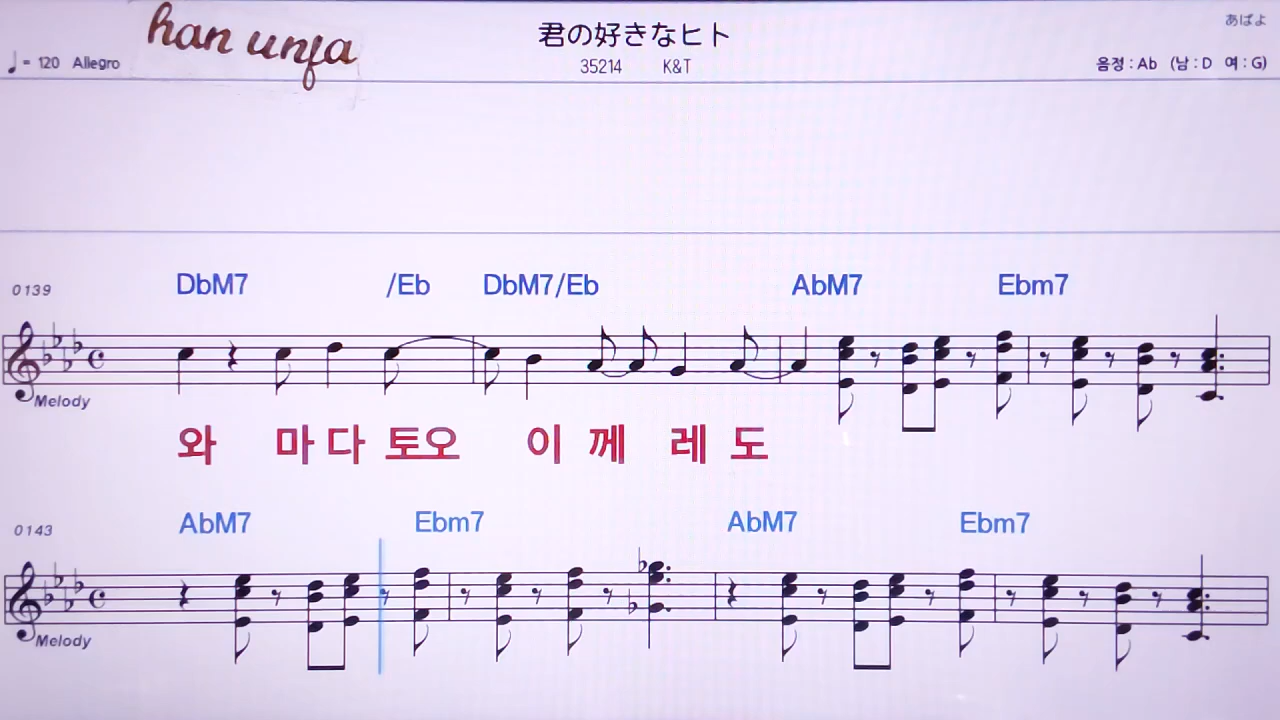 han unja
君の好きなヒト
あばよ
♩= 120 Allegro
35214 K&T
음정 : Ab (남 : D 여 : G)
0139 DbM7 /Eb DbM7/Eb AbM7 Ebm7
Melody
와 마 다 토오 이 께 레 도
0143 AbM7 Ebm7 AbM7 Ebm7
Melody